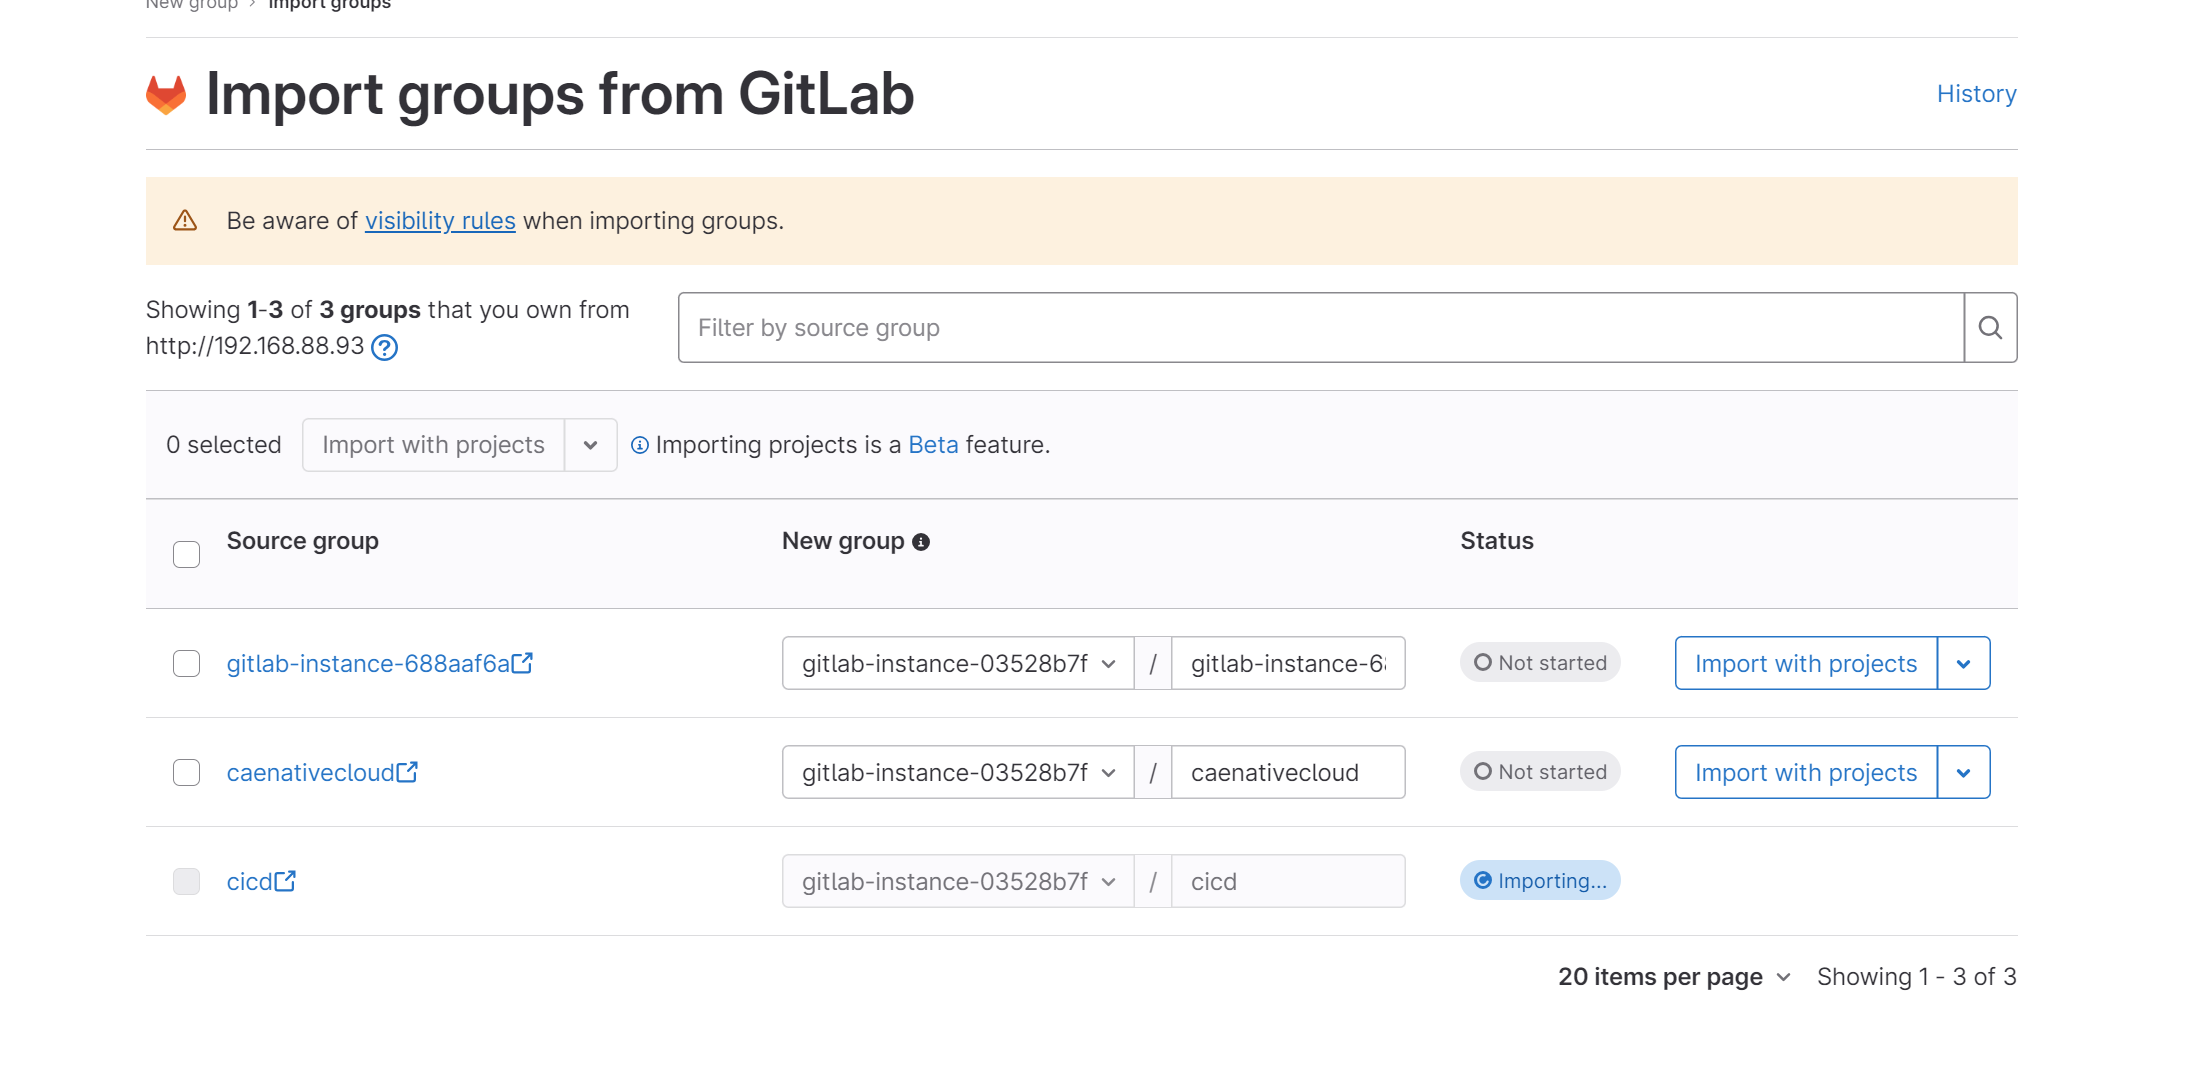 New group > Import groups
Import groups from GitLab
History
Be aware of visibility rules when importing groups.
Showing 1-3 of 3 groups that you own from
http://192.168.88.93
Filter by source group
0 selected
Import with projects
Importing projects is a Beta feature.
Source group
New group
Status
gitlab-instance-688aaf6a
gitlab-instance-03528b7f
/
gitlab-instance-6
Not started
Import with projects
caenativecloud
gitlab-instance-03528b7f
/
caenativecloud
Not started
Import with projects
cicd
gitlab-instance-03528b7f
/
cicd
Importing...
20 items per page
Showing 1 - 3 of 3